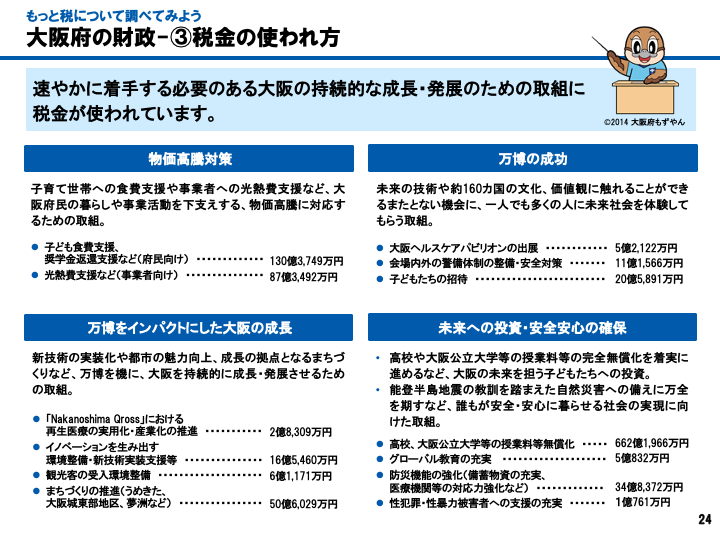 もっと税について調べてみよう
大阪府の財政-③税金の使われ方
速やかに着手する必要のある大阪の持続的な成長・発展のための取組に
税金が使われています。
©2014 大阪府もずやん
物価高騰対策
子育て世帯への食費支援や事業者への光熱費支援など、大
阪府民の暮らしや事業活動を下支えする、物価高騰に対応す
るための取組。
● 子ども食費支援、
奨学金返還支援など(府民向け) ‥‥‥‥‥‥‥ 130億3,749万円
● 光熱費支援など(事業者向け) ‥‥‥‥‥‥‥‥ 87億3,492万円
万博の成功
未来の技術や約160カ国の文化、価値観に触れることができ
るまたとない機会に、一人でも多くの人に未来社会を体験して
もらう取組。
● 大阪ヘルスケアパビリオンの出展 ‥‥‥‥‥‥ 5億2,122万円
● 会場内外の警備体制の整備・安全対策 ‥‥‥‥ 11億1,566万円
● 子どもたちの招待 ‥‥‥‥‥‥‥‥‥‥‥‥‥ 20億5,891万円
万博をインパクトにした大阪の成長
新技術の実装化や都市の魅力向上、成長の拠点となるまちづ
くりなど、万博を機に、大阪を持続的に成長・発展させるため
の取組。
● 「Nakanoshima Qross」における
再生医療の実用化・産業化の推進 ‥‥‥‥‥‥ 2億8,309万円
● イノベーションを生み出す
環境整備・新技術実装支援等 ‥‥‥‥‥‥‥‥ 16億5,460万円
● 観光客の受入環境整備 ‥‥‥‥‥‥‥‥‥‥‥ 6億1,171万円
● まちづくりの推進(うめきた、
大阪城東部地区、夢洲など) ‥‥‥‥‥‥‥‥‥ 50億6,029万円
未来への投資・安全安心の確保
• 高校や大阪公立大学等の授業料等の完全無償化を着実に
進めるなど、大阪の未来を担う子どもたちへの投資。
• 能登半島地震の教訓を踏まえた自然災害への備えに万全
を期すなど、誰もが安全・安心に暮らせる社会の実現に向
けた取組。
● 高校、大阪公立大学等の授業料等無償化 ‥‥‥ 662億1,966万円
● グローバル教育の充実 ‥‥‥‥‥‥‥‥‥‥‥ 5億832万円
● 防災機能の強化(備蓄物資の充実、
医療機関等の対応力強化など) ‥‥‥‥‥‥‥ 34億8,372万円
● 性犯罪・性暴力被害者への支援の充実 ‥‥‥‥ 1億761万円
24